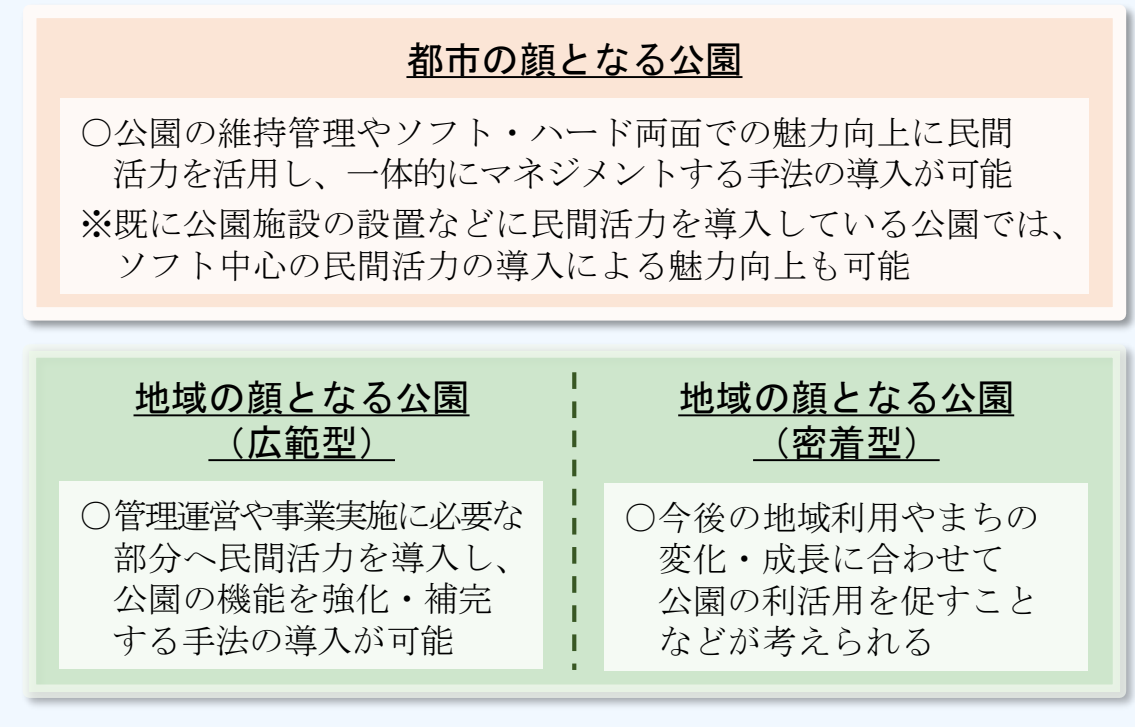 都市の顔となる公園
○公園の維持管理やソフト・ハード両面での魅力向上に民間
活力を活用し、一体的にマネジメントする手法の導入が可能
※既に公園施設の設置などに民間活力を導入している公園では、
ソフト中心の民間活力の導入による魅力向上も可能
地域の顔となる公園
（広範型）
○管理運営や事業実施に必要な
部分へ民間活力を導入し、
公園の機能を強化・補完
する手法の導入が可能
地域の顔となる公園
（密着型）
○今後の地域利用やまちの
変化・成長に合わせて
公園の利活用を促すこと
などが考えられる